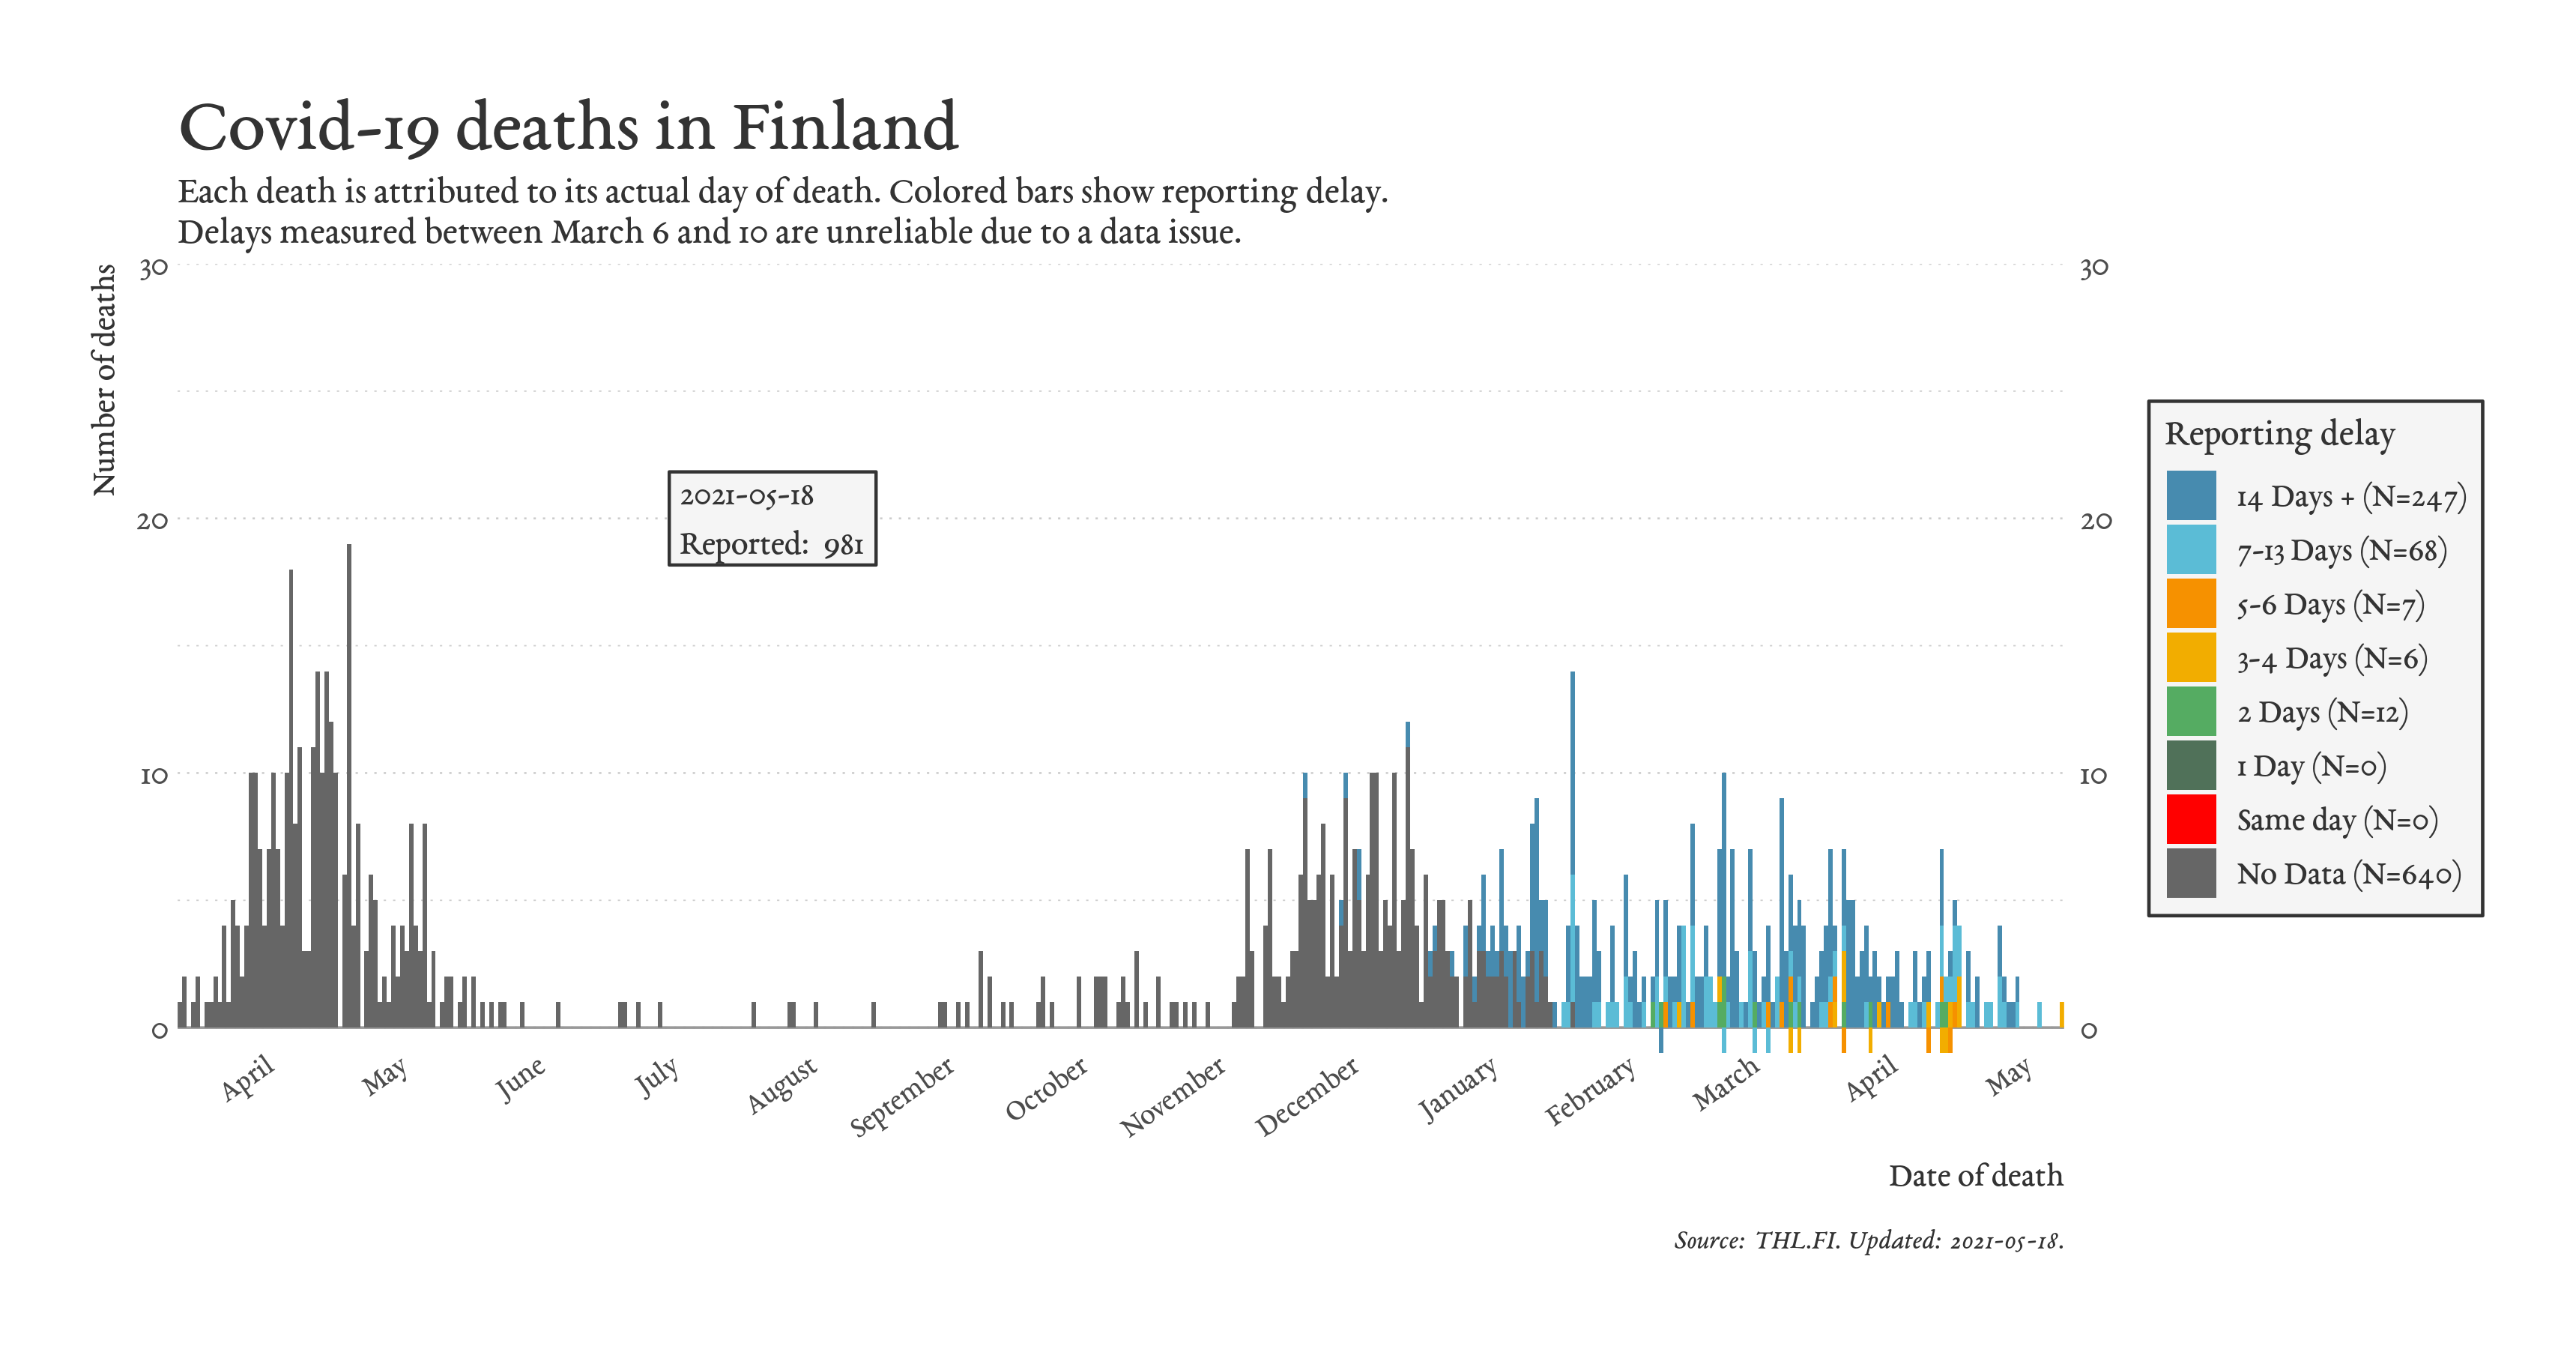 Covid-19 deaths in Finland
Each death is attributed to its actual day of death. Colored bars show reporting delay.
Delays measured between March 6 and 10 are unreliable due to a data issue.
Number of deaths
30
20
10
0
30
20
10
0
2021-05-18
Reported: 981
Reporting delay
14 Days + (N=247)
7-13 Days (N=68)
5-6 Days (N=7)
3-4 Days (N=6)
2 Days (N=12)
1 Day (N=0)
Same day (N=0)
No Data (N=640)
April
May
June
July
August
September
October
November
December
January
February
March
April
May
Date of death
Source: THL.FI. Updated: 2021-05-18.